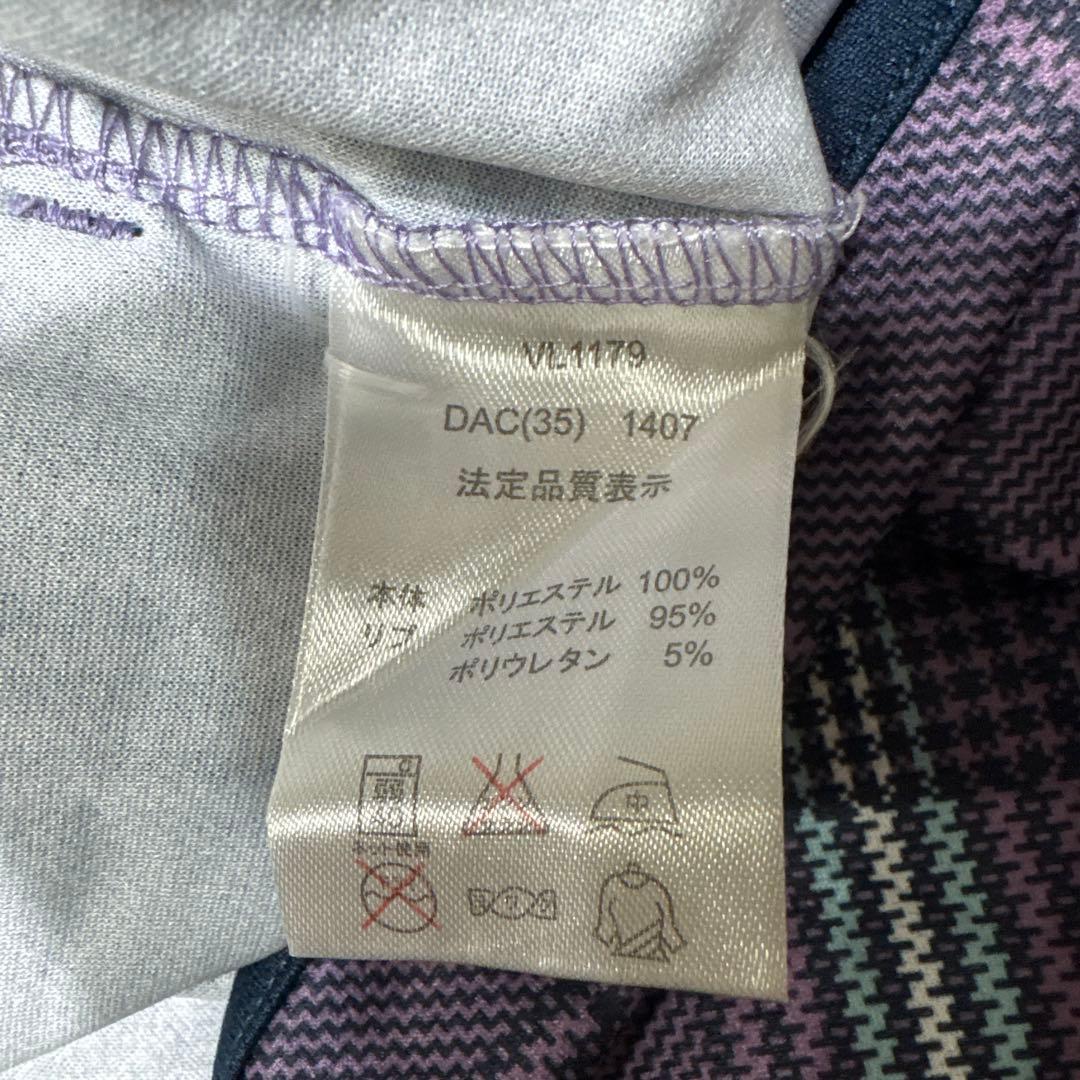 VL1179
DAC(35) 1407
法定品質表示
本体 ポリエステル 100%
リブ ポリエステル 95%
ポリウレタン 5%
弱
中
ネット使用